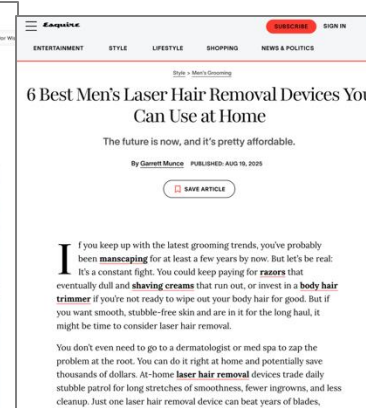 Esquire
SUBSCRIBE SIGN IN
ENTERTAINMENT STYLE LIFESTYLE SHOPPING NEWS & POLITICS
Style > Men's Grooming
6 Best Men's Laser Hair Removal Devices You
Can Use at Home
The future is now, and it's pretty affordable.
By Garrett Munce PUBLISHED: AUG 19, 2025
SAVE ARTICLE
If you keep up with the latest grooming trends, you've probably
been manscaping for at least a few years by now. But let's be real:
It's a constant fight. You could keep paying for razors that
eventually dull and shaving creams that run out, or invest in a body hair
trimmer if you're not ready to wipe out your body hair for good. But if
you want smooth, stubble-free skin and are in it for the long haul, it
might be time to consider laser hair removal.
You don't even need to go to a dermatologist or med spa to zap the
problem at the root. You can do it right at home and potentially save
thousands of dollars. At-home laser hair removal devices trade daily
stubble patrol for long stretches of smoothness, fewer ingrowns, and less
cleanup. Just one laser hair removal device can beat years of blades,